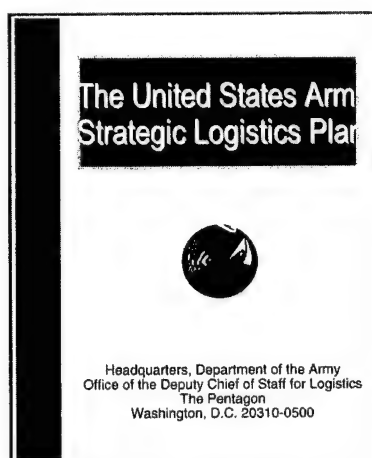 The United States Arm
Strategic Logistics Plan
Headquarters, Department of the Army
Office of the Deputy Chief of Staff for Logistics
The Pentagon
Washington, D.C. 20310-0500